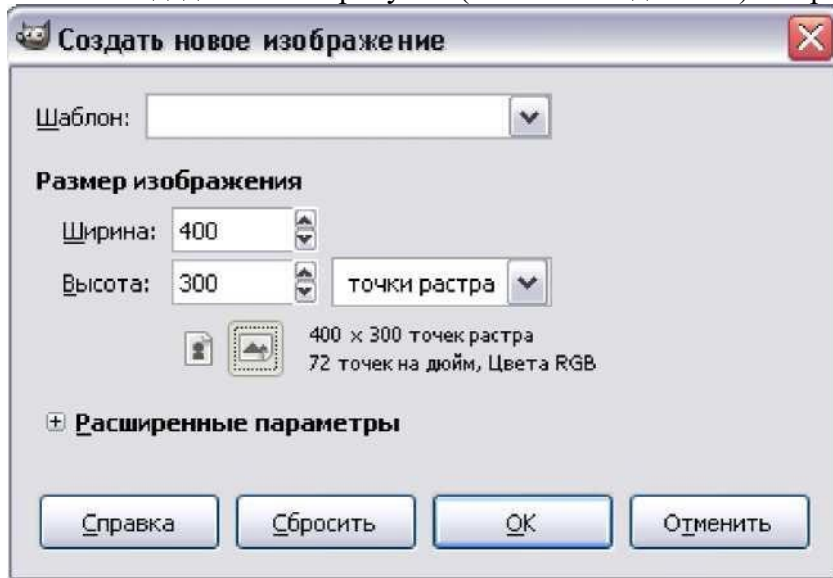 Создать новое изображение
Шаблон:
Размер изображения
Ширина: 400
Высота: 300 точки растра
400 × 300 точек растра
72 точек на дюйм, Цвета RGB
Расширенные параметры
Справка Сбросить OK Отменить